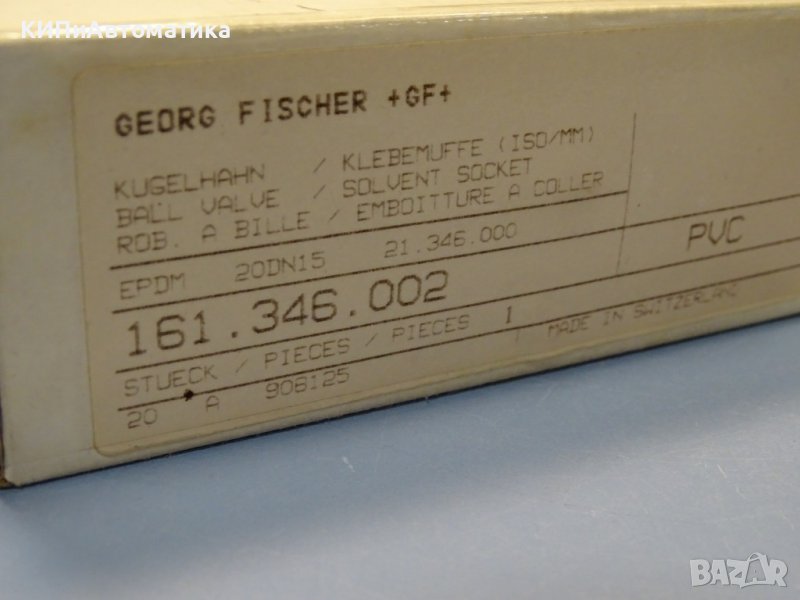 КИПиАвтоматика
GEORG FISCHER +GF+
KUGELHAHN / KLEBEMUFFE (ISO/MM)
BALL VALVE / SOLVENT SOCKET
ROB. A BILLE / EMBOITTURE A COLLER
EPDM 20DN15 21.346.000 PVC
161.346.002
STUECK / PIECES / PIECES 1 MADE IN SWITZERLAND
20 A 908125
BAZAR